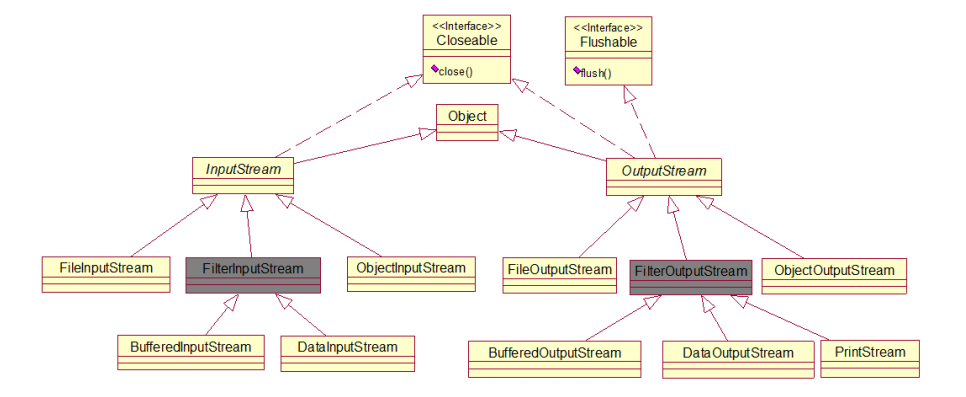 <<Interface>>
Closeable
close()
<<Interface>>
Flushable
flush()
Object
InputStream
OutputStream
FileInputStream
FilterInputStream
ObjectInputStream
FileOutputStream
FilterOutputStream
ObjectOutputStream
BufferedInputStream
DataInputStream
BufferedOutputStream
DataOutputStream
PrintStream